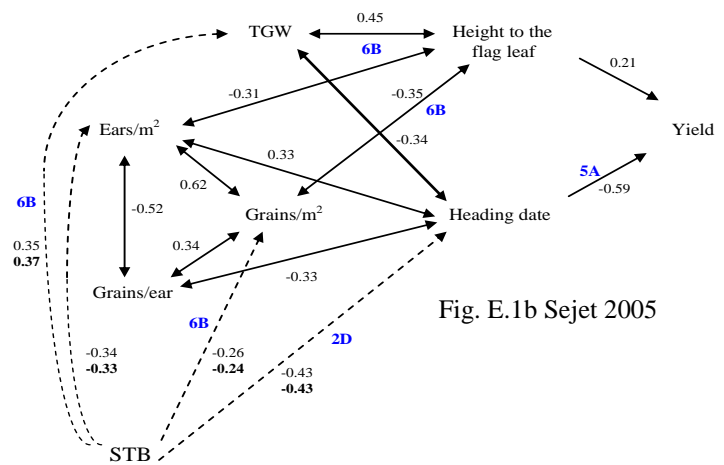 0.45
TGW
Height to the
flag leaf
6B
0.21
-0.31
-0.35
6B
Ears/m²
-0.34
Yield
0.33
5A
0.62
-0.59
6B
-0.52
Grains/m²
Heading date
0.35
0.37
0.34
-0.33
Grains/ear
Fig. E.1b Sejet 2005
6B
2D
-0.34
-0.33
-0.26
-0.24
-0.43
-0.43
STB